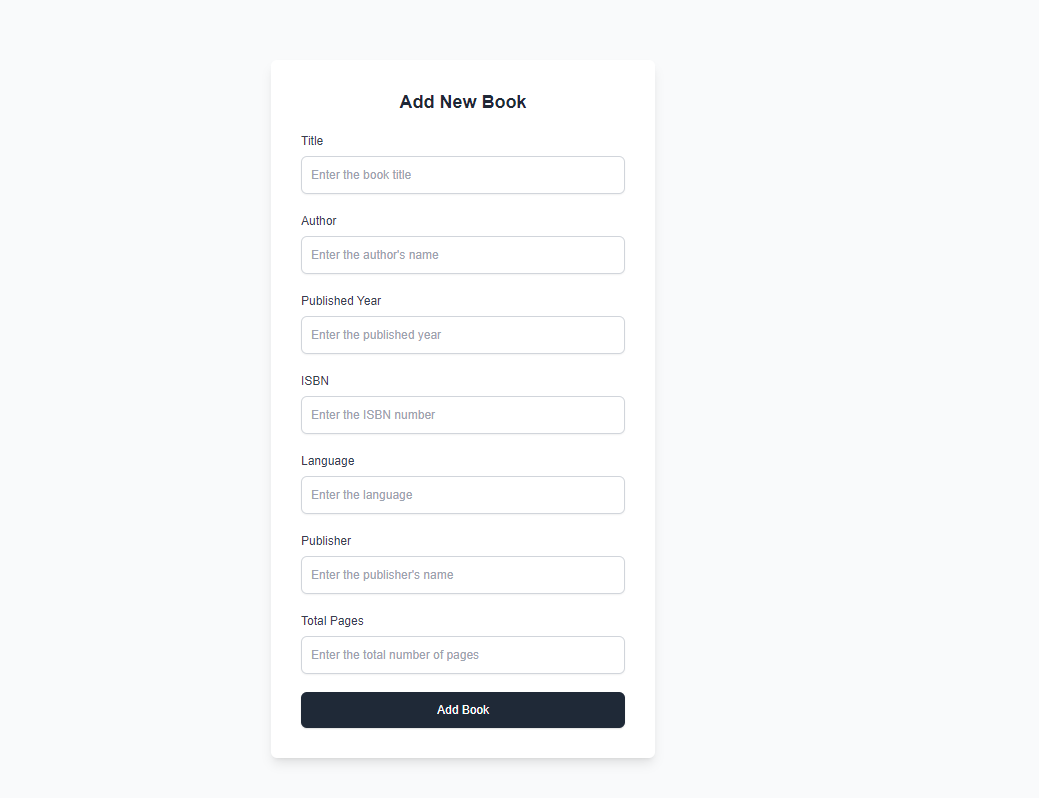 Add New Book
Title
Enter the book title
Author
Enter the author's name
Published Year
Enter the published year
ISBN
Enter the ISBN number
Language
Enter the language
Publisher
Enter the publisher's name
Total Pages
Enter the total number of pages
Add Book